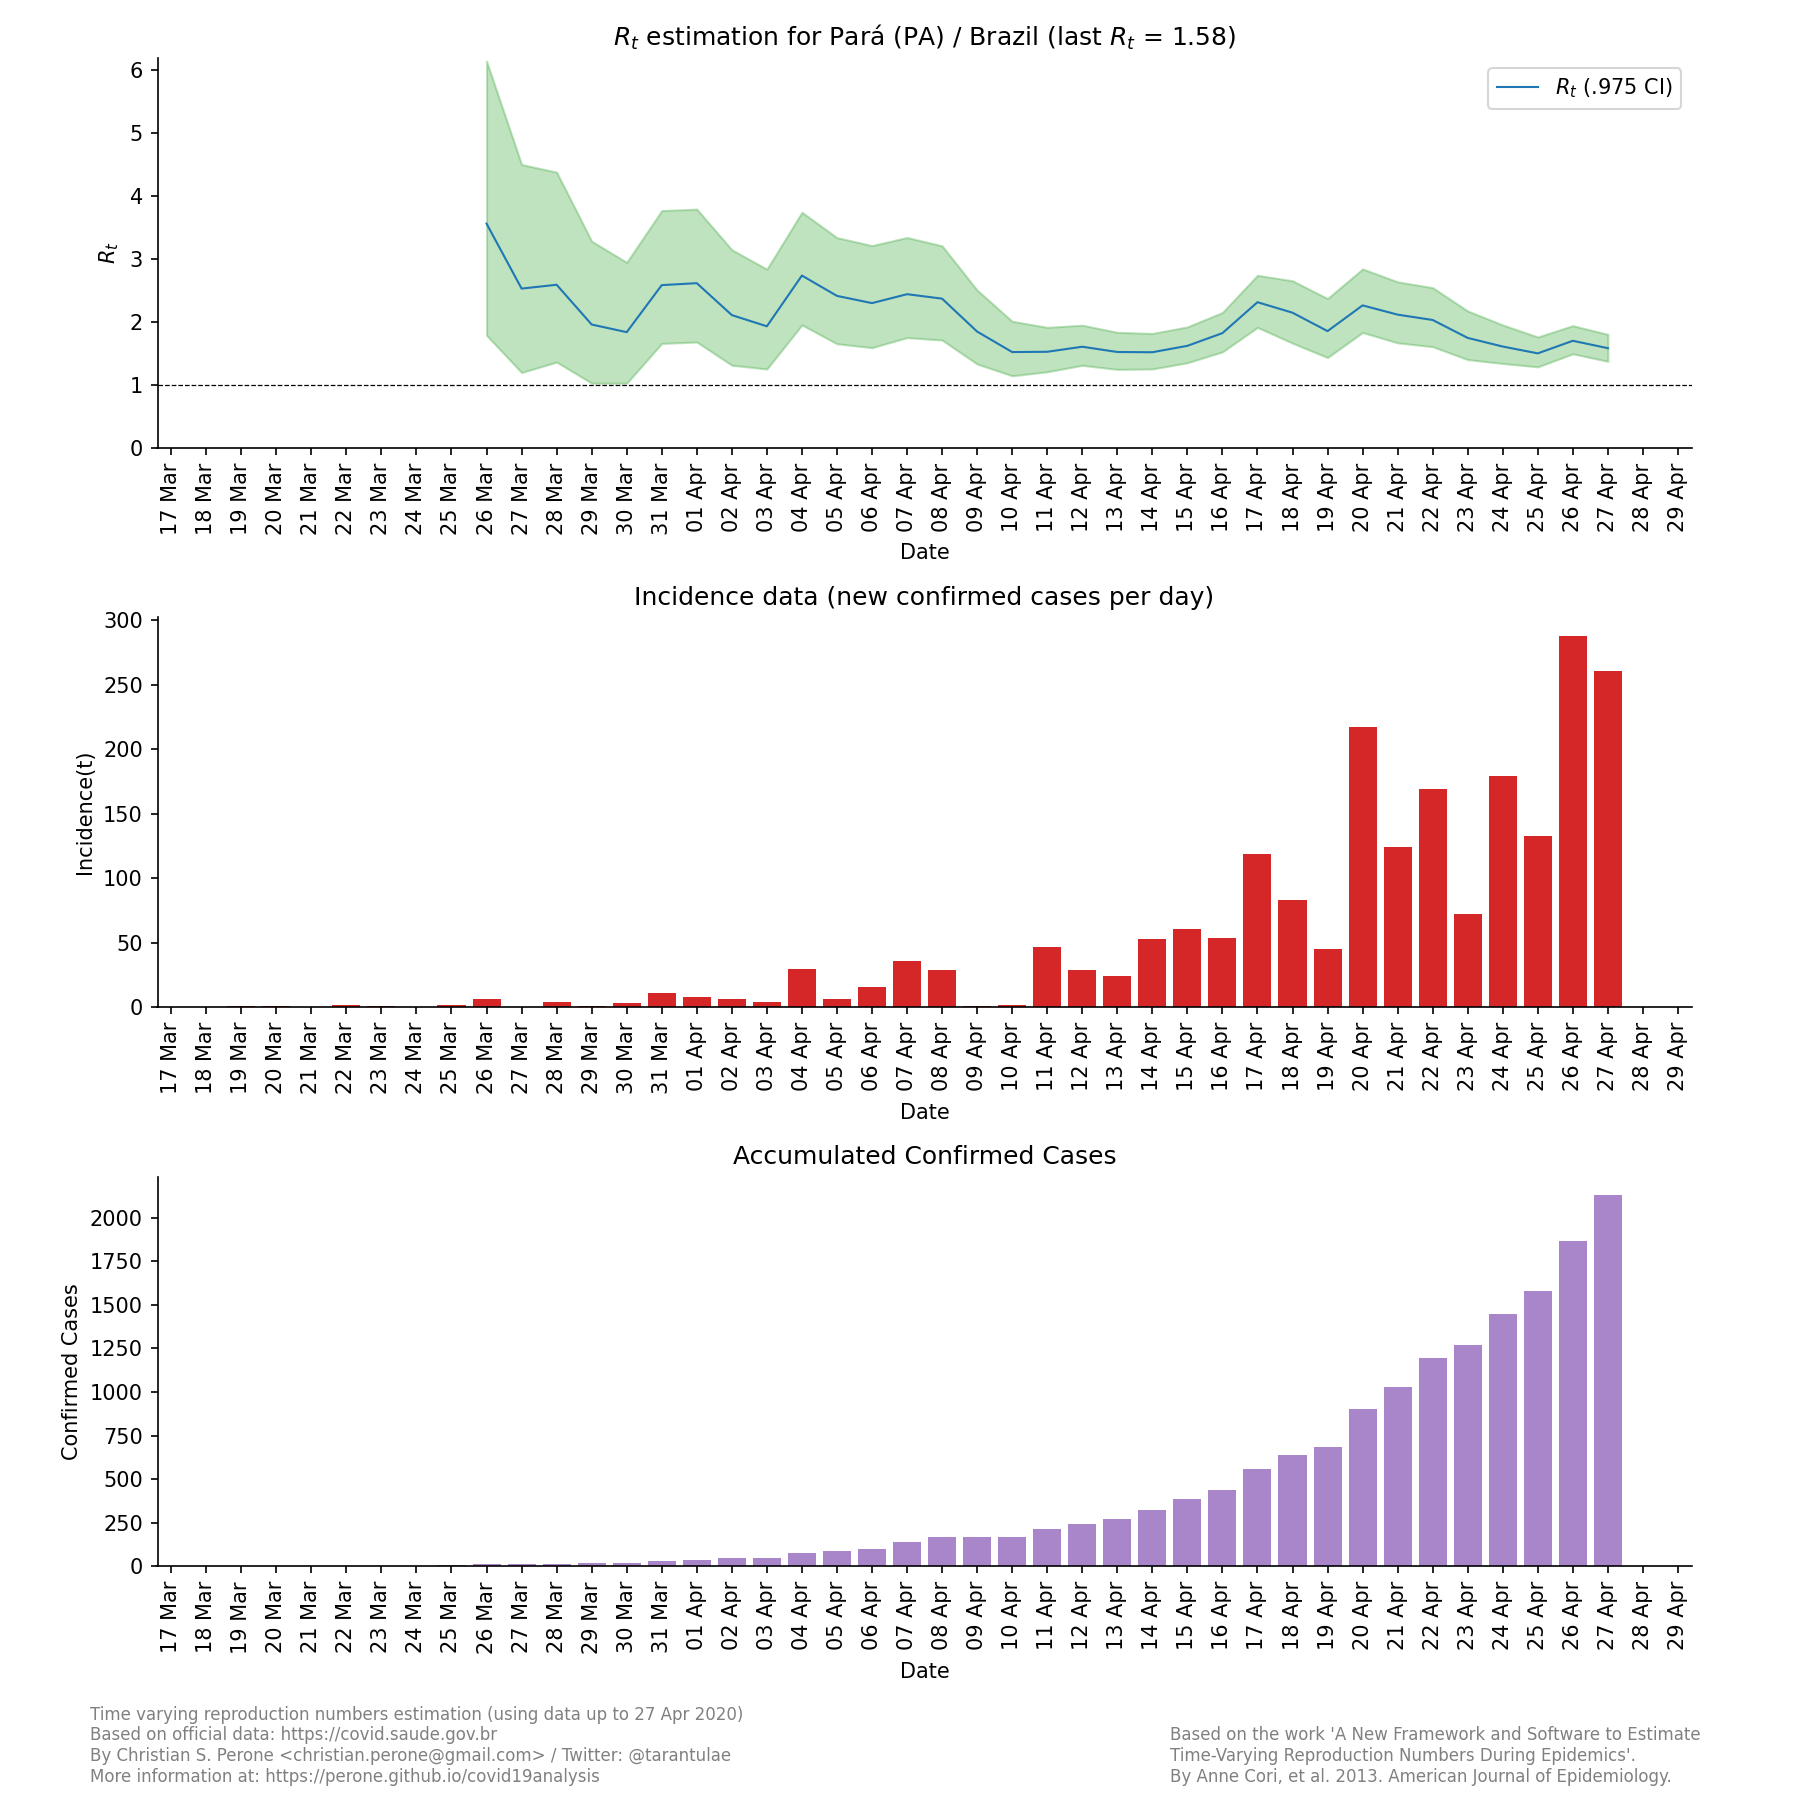 Rt estimation for Pará (PA) / Brazil (last Rt = 1.58)
Rt (.975 CI)
6
5
4
3
2
1
0
Rt
17 Mar
18 Mar
19 Mar
20 Mar
21 Mar
22 Mar
23 Mar
24 Mar
25 Mar
26 Mar
27 Mar
28 Mar
29 Mar
30 Mar
31 Mar
01 Apr
02 Apr
03 Apr
04 Apr
05 Apr
06 Apr
07 Apr
08 Apr
09 Apr
10 Apr
11 Apr
12 Apr
13 Apr
14 Apr
15 Apr
16 Apr
17 Apr
18 Apr
19 Apr
20 Apr
21 Apr
22 Apr
23 Apr
24 Apr
25 Apr
26 Apr
27 Apr
28 Apr
29 Apr
Date
Incidence data (new confirmed cases per day)
300
250
200
150
100
50
0
Incidence(t)
17 Mar
18 Mar
19 Mar
20 Mar
21 Mar
22 Mar
23 Mar
24 Mar
25 Mar
26 Mar
27 Mar
28 Mar
29 Mar
30 Mar
31 Mar
01 Apr
02 Apr
03 Apr
04 Apr
05 Apr
06 Apr
07 Apr
08 Apr
09 Apr
10 Apr
11 Apr
12 Apr
13 Apr
14 Apr
15 Apr
16 Apr
17 Apr
18 Apr
19 Apr
20 Apr
21 Apr
22 Apr
23 Apr
24 Apr
25 Apr
26 Apr
27 Apr
28 Apr
29 Apr
Date
Accumulated Confirmed Cases
2000
1750
1500
1250
1000
750
500
250
0
Confirmed Cases
17 Mar
18 Mar
19 Mar
20 Mar
21 Mar
22 Mar
23 Mar
24 Mar
25 Mar
26 Mar
27 Mar
28 Mar
29 Mar
30 Mar
31 Mar
01 Apr
02 Apr
03 Apr
04 Apr
05 Apr
06 Apr
07 Apr
08 Apr
09 Apr
10 Apr
11 Apr
12 Apr
13 Apr
14 Apr
15 Apr
16 Apr
17 Apr
18 Apr
19 Apr
20 Apr
21 Apr
22 Apr
23 Apr
24 Apr
25 Apr
26 Apr
27 Apr
28 Apr
29 Apr
Date
Time varying reproduction numbers estimation (using data up to 27 Apr 2020)
Based on official data: https://covid.saude.gov.br
By Christian S. Perone <christian.perone@gmail.com> / Twitter: @tarantulae
More information at: https://perone.github.io/covid19analysis
Based on the work 'A New Framework and Software to Estimate
Time-Varying Reproduction Numbers During Epidemics'.
By Anne Cori, et al. 2013. American Journal of Epidemiology.